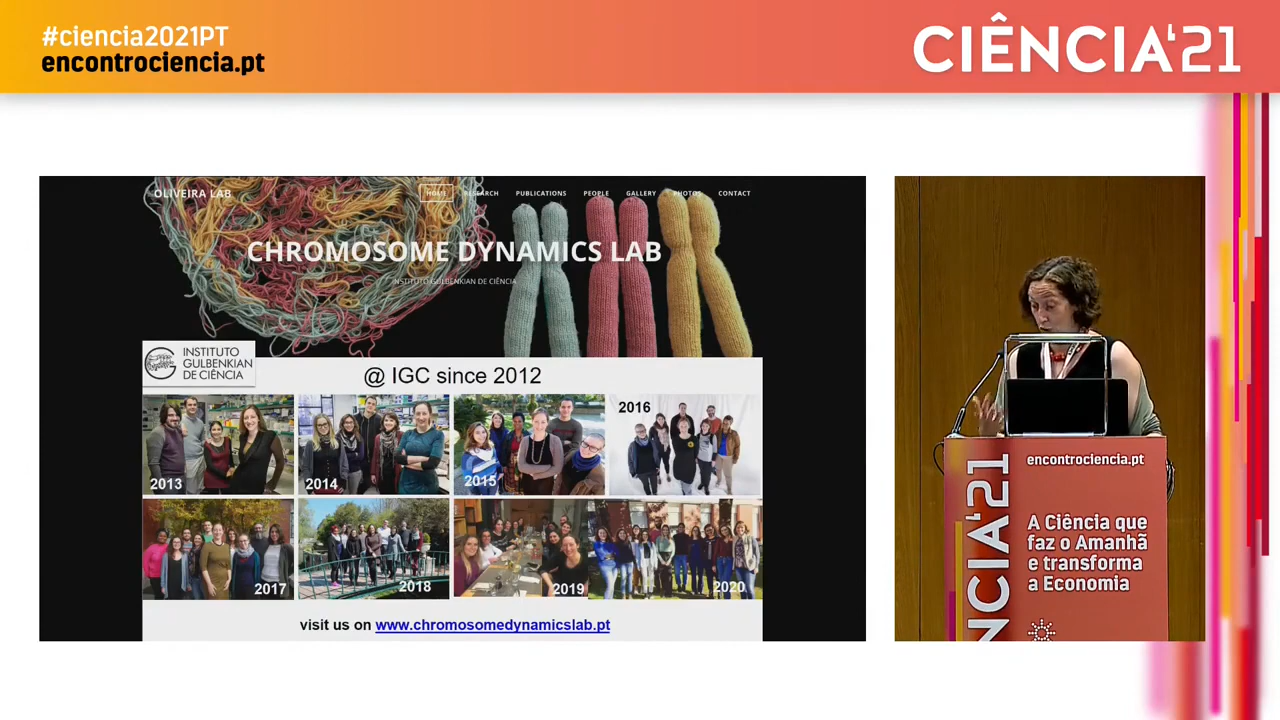 #ciencia2021PT
encontrociencia.pt
CIÊNCIA'21
OLIVEIRA LAB
HOME RESEARCH PUBLICATIONS PEOPLE GALLERY PHOTOS CONTACT
CHROMOSOME DYNAMICS LAB
INSTITUTO GULBENKIAN DE CIÊNCIA
INSTITUTO
GULBENKIAN
DE CIÊNCIA
@ IGC since 2012
2013
2014
2015
2016
2017
2018
2019
2020
visit us on www.chromosomedynamicslab.pt
encontrociencia.pt
NCIA'21
A Ciência que
faz o Amanhã
e transforma
a Economia